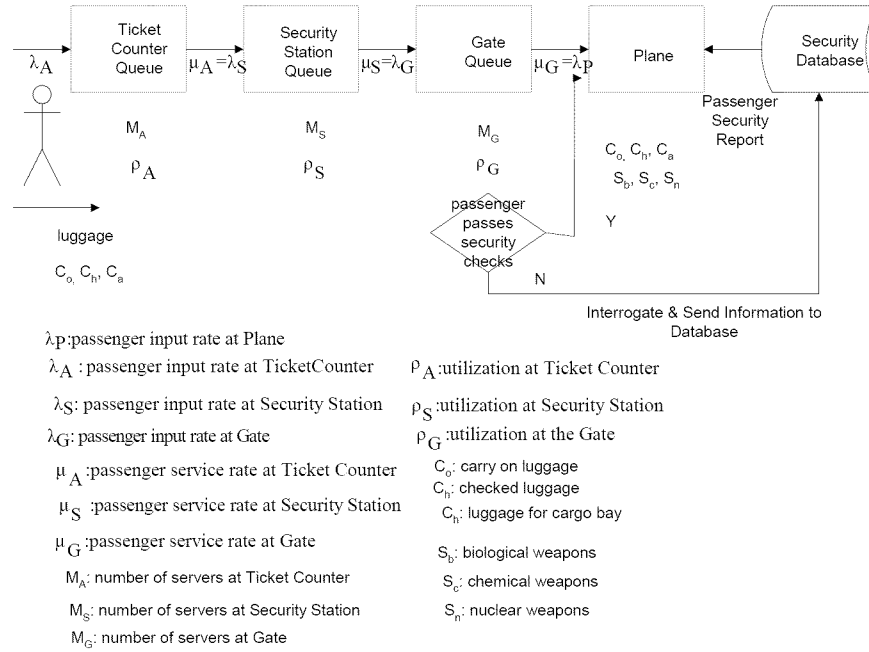 Ticket
Counter
Queue
Security
Station
Queue
Gate
Queue
Plane
Security
Database
λA
μA=λS
μS=λG
μG=λP
Passenger
Security
Report
MA
ρA
MS
ρS
MG
ρG
Co, Ch, Ca
Sb, Sc, Sn
passenger
passes
security
checks
Y
N
luggage
Co, Ch, Ca
Interrogate & Send Information to
Database
λP:passenger input rate at Plane
λA : passenger input rate at TicketCounter
λS: passenger input rate at Security Station
λG: passenger input rate at Gate
μA :passenger service rate at Ticket Counter
μS :passenger service rate at Security Station
μG :passenger service rate at Gate
MA: number of servers at Ticket Counter
MS: number of servers at Security Station
MG: number of servers at Gate
ρA:utilization at Ticket Counter
ρS:utilization at Security Station
ρG:utilization at the Gate
Co: carry on luggage
Ch: checked luggage
Ch: luggage for cargo bay
Sb: biological weapons
Sc: chemical weapons
Sn: nuclear weapons